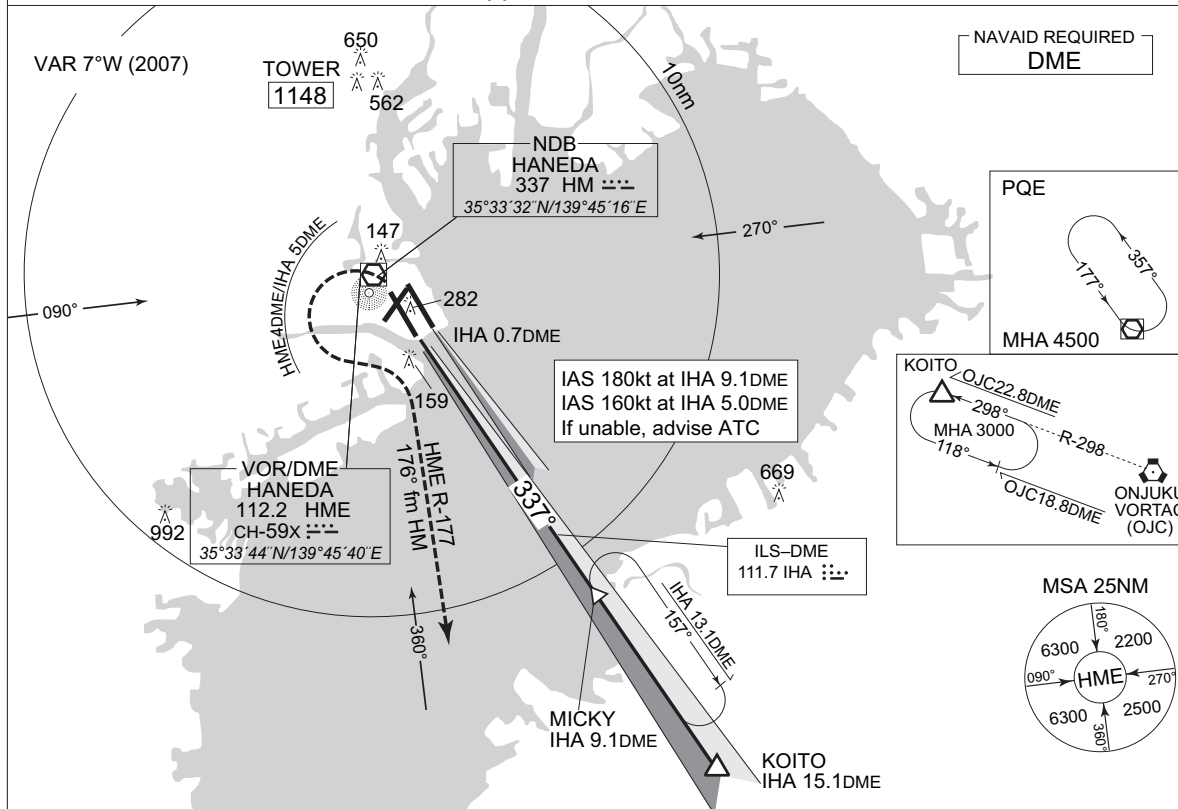 VAR 7°W (2007)
650
TOWER
1148
562
10nm
NAVAID REQUIRED
DME
NDB
HANEDA
337 HM
35°33´32˝N/139°45´16˝E
PQE
177°
357°
MHA 4500
147
270°
HME4DME/IHA 5DME
090°
282
IHA 0.7DME
159
IAS 180kt at IHA 9.1DME
IAS 160kt at IHA 5.0DME
If unable, advise ATC
KOITO
OJC22.8DME
298°
MHA 3000
R-298
118°
OJC18.8DME
ONJUKU
VORTAC
(OJC)
HME R-177
176° fm HM
337°
669
992
VOR/DME
HANEDA
112.2 HME
CH-59X
35°33´44˝N/139°45´40˝E
ILS–DME
111.7 IHA
IHA 13.1DME
157°
360°
MICKY
IHA 9.1DME
KOITO
IHA 15.1DME
MSA 25NM
180°
6300
2200
090°
HME
270°
6300
2500
360°